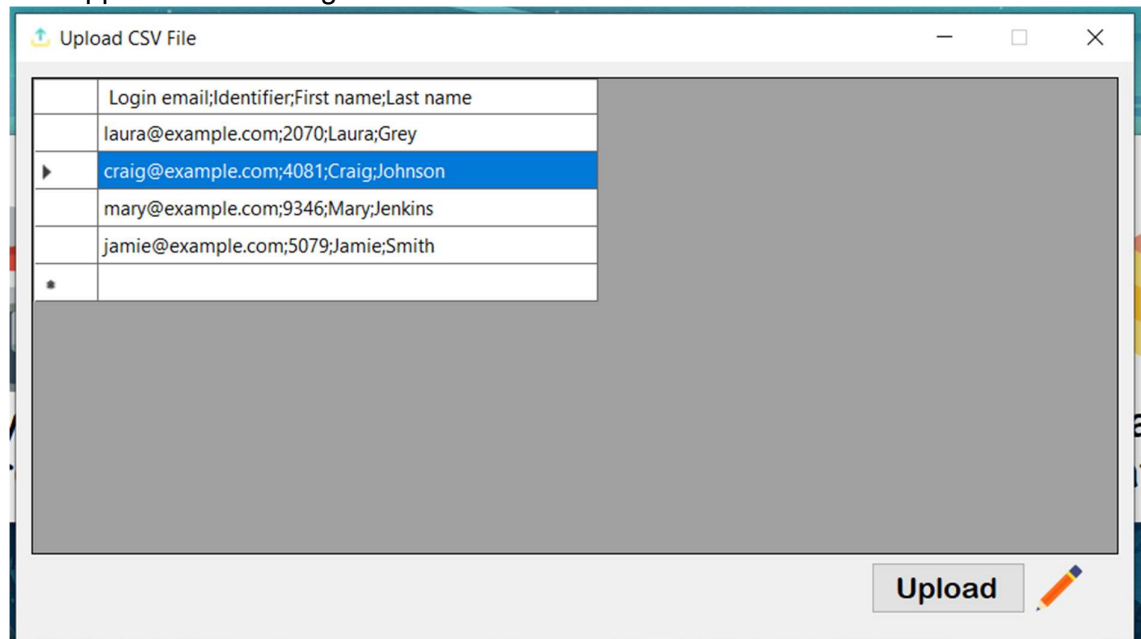 Upload CSV File
Login email;Identifier;First name;Last name
laura@example.com;2070;Laura;Grey
craig@example.com;4081;Craig;Johnson
mary@example.com;9346;Mary;Jenkins
jamie@example.com;5079;Jamie;Smith
Upload